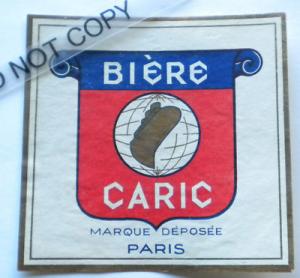 O NOT COPY
BIÈRE
CARIC
MARQUE DÉPOSÉE
PARIS